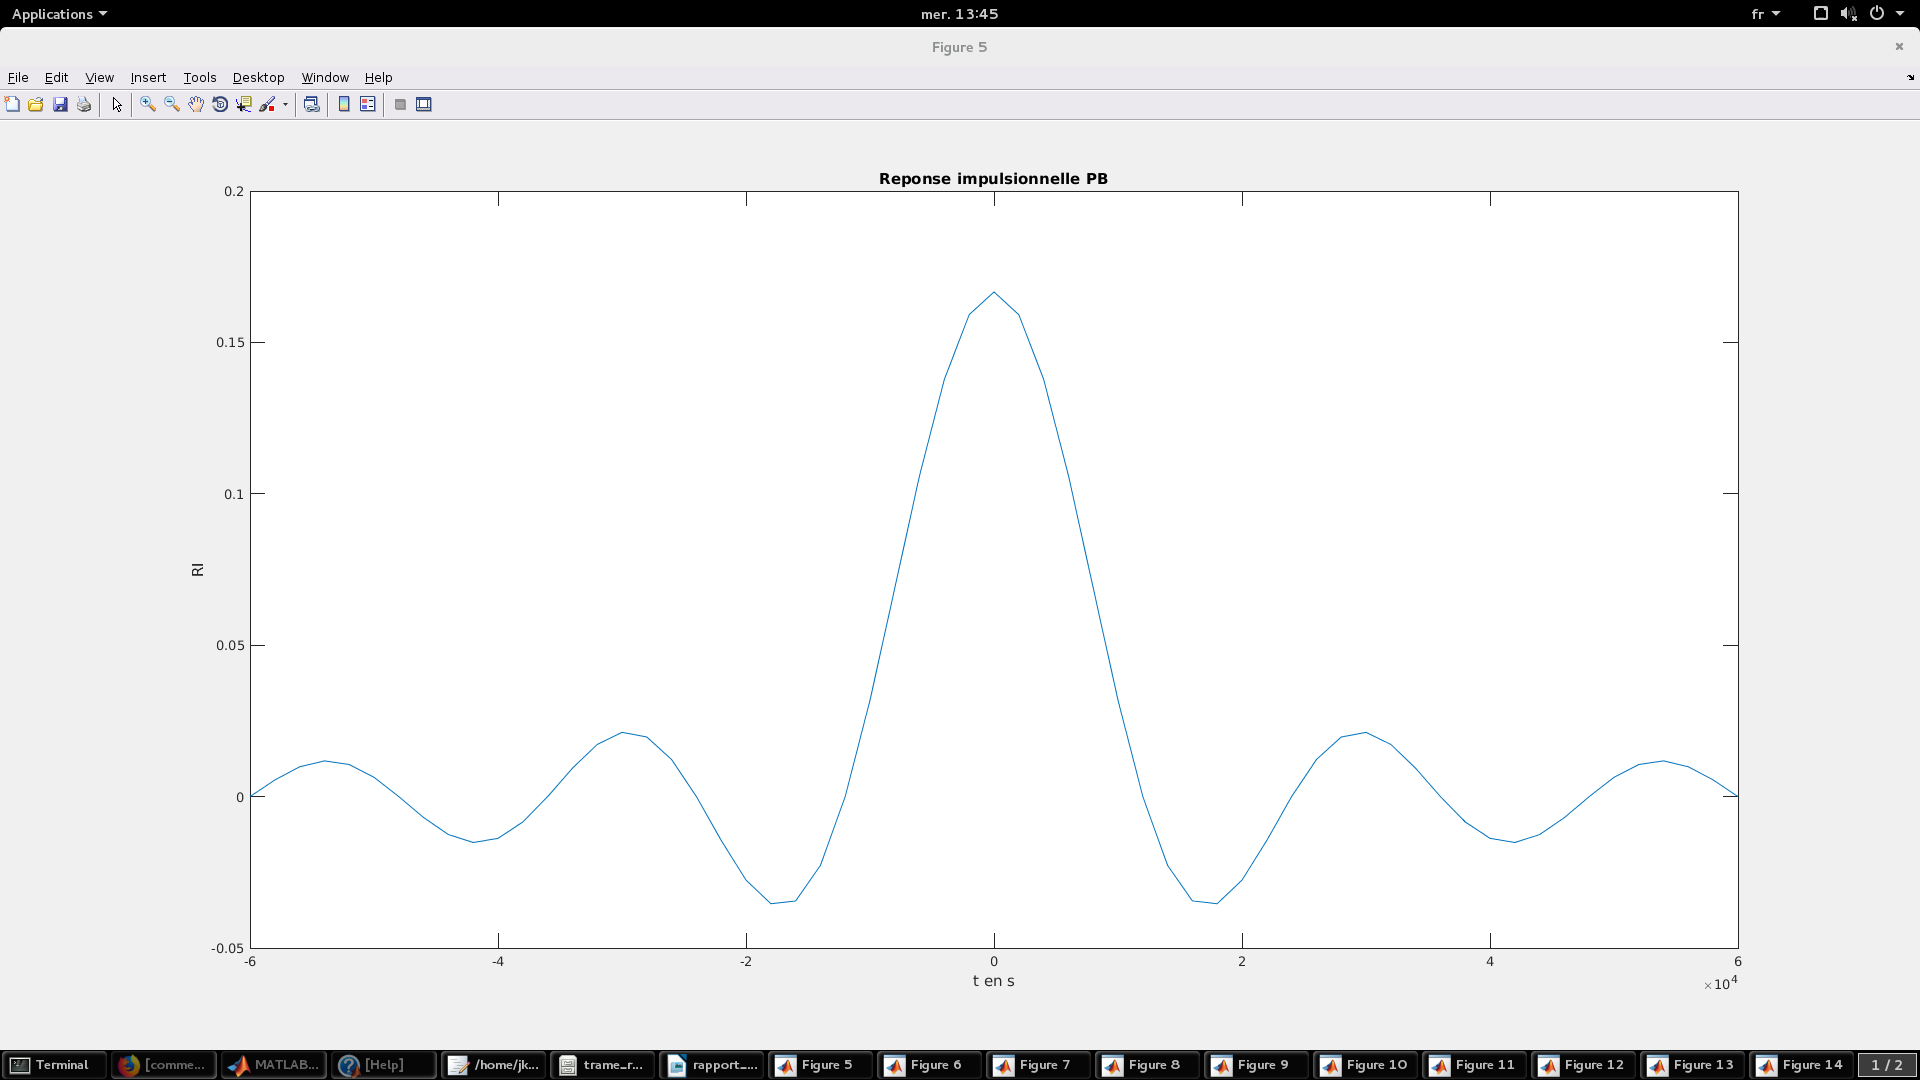 Applications
mer. 13:45
fr
Figure 5
File Edit View Insert Tools Desktop Window Help
Reponse impulsionnelle PB
0.2
0.15
0.1
0.05
0
-0.05
RI
-6 -4 -2 0 2 4 6
t en s
×10^4
Terminal [comme... MATLAB... [Help] /home/jk... trame_r... rapport_... Figure 5 Figure 6 Figure 7 Figure 8 Figure 9 Figure 10 Figure 11 Figure 12 Figure 13 Figure 14 1 / 2